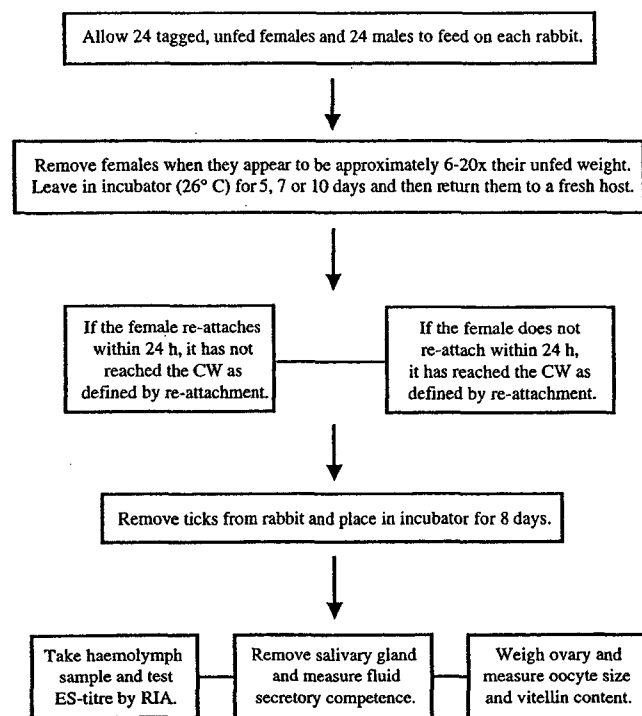 Allow 24 tagged, unfed females and 24 males to feed on each rabbit.
Remove females when they appear to be approximately 6-20x their unfed weight.
Leave in incubator (26° C) for 5, 7 or 10 days and then return them to a fresh host.
If the female re-attaches
within 24 h, it has not
reached the CW as
defined by re-attachment.
If the female does not
re-attach within 24 h,
it has reached the CW as
defined by re-attachment.
Remove ticks from rabbit and place in incubator for 8 days.
Take haemolymph
sample and test
ES-titre by RIA.
Remove salivary gland
and measure fluid
secretory competence.
Weigh ovary and
measure oocyte size
and vitellin content.